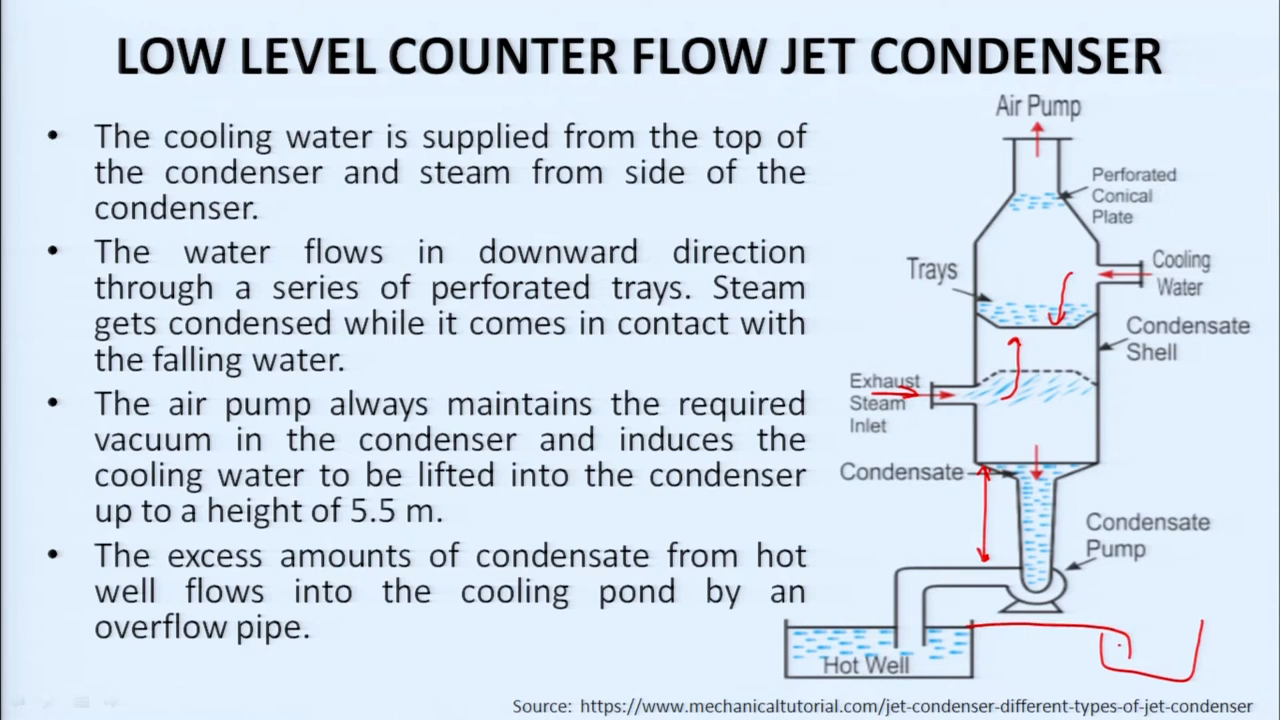 LOW LEVEL COUNTER FLOW JET CONDENSER
• The cooling water is supplied from the top of
the condenser and steam from side of the
condenser.
• The water flows in downward direction
through a series of perforated trays. Steam
gets condensed while it comes in contact with
the falling water.
• The air pump always maintains the required
vacuum in the condenser and induces the
cooling water to be lifted into the condenser
up to a height of 5.5 m.
• The excess amounts of condensate from hot
well flows into the cooling pond by an
overflow pipe.
Air Pump
Perforated
Conical
Plate
Trays
Cooling
Water
Condensate
Shell
Exhaust
Steam
Inlet
Condensate
Condensate
Pump
Hot Well
Source: https://www.mechanicaltutorial.com/jet-condenser-different-types-of-jet-condenser